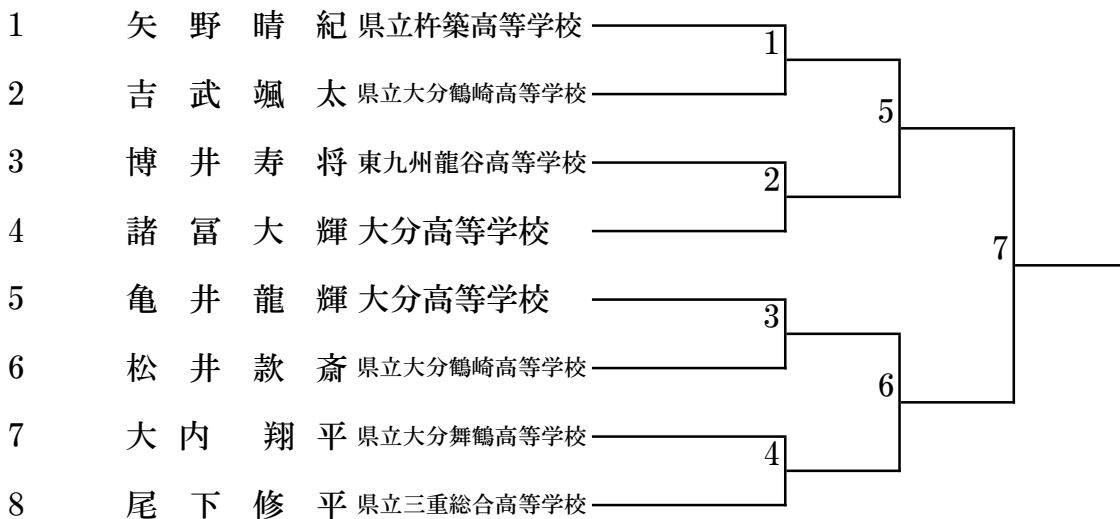 1 矢野晴紀 県立杵築高等学校
1
2 吉武颯太 県立大分鶴崎高等学校
5
3 博井寿将 東九州龍谷高等学校
2
4 諸冨大輝 大分高等学校
7
5 亀井龍輝 大分高等学校
3
6 松井款斎 県立大分鶴崎高等学校
6
7 大内翔平 県立大分舞鶴高等学校
4
8 尾下修平 県立三重総合高等学校